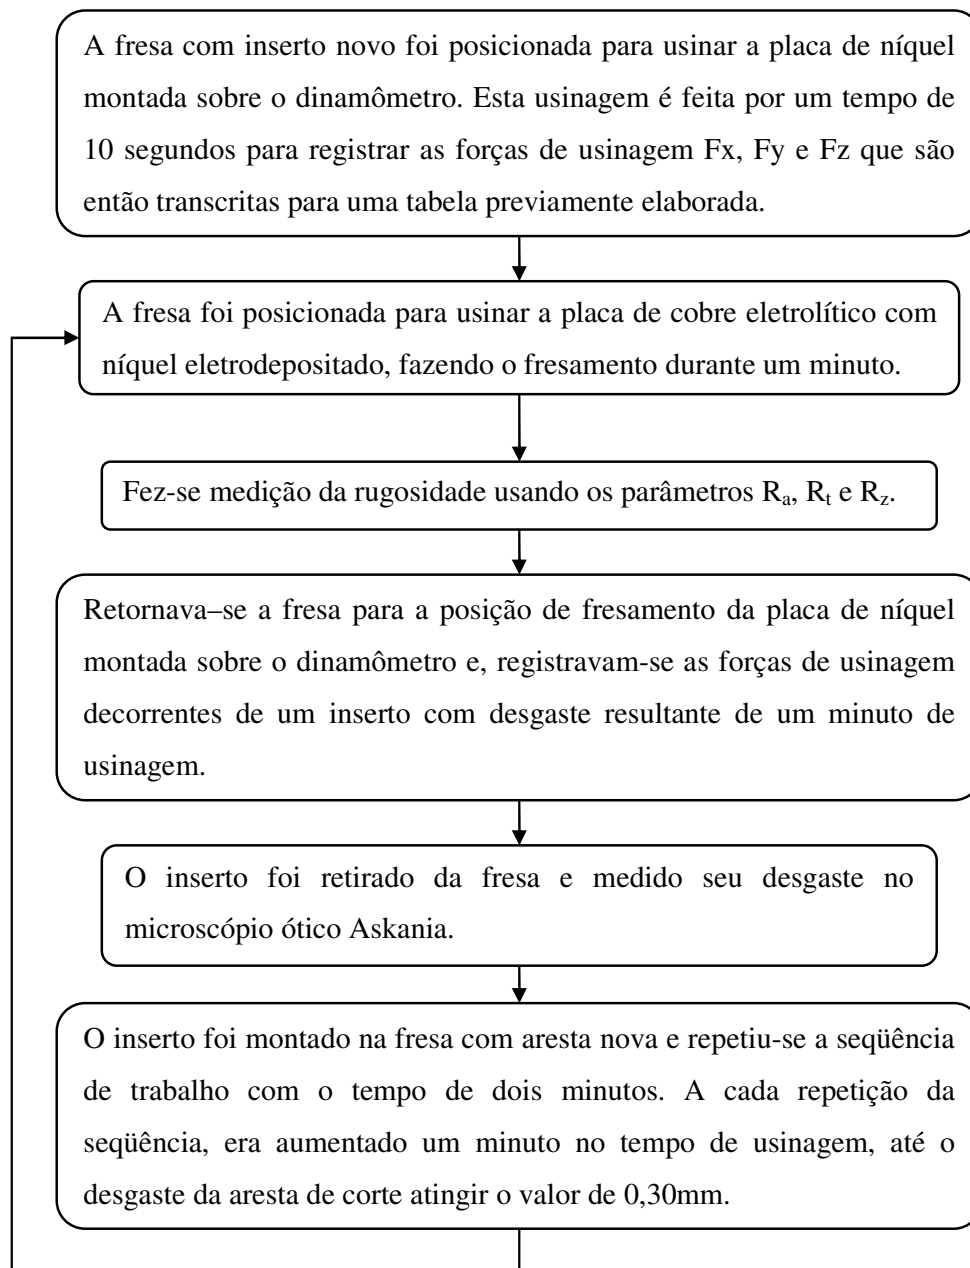 A fresa com inserto novo foi posicionada para usinar a placa de níquel
montada sobre o dinamômetro. Esta usinagem é feita por um tempo de
10 segundos para registrar as forças de usinagem Fx, Fy e Fz que são
então transcritas para uma tabela previamente elaborada.
A fresa foi posicionada para usinar a placa de cobre eletrolítico com
níquel eletrodepositado, fazendo o fresamento durante um minuto.
Fez-se medição da rugosidade usando os parâmetros Ra, Rt e Rz.
Retornava–se a fresa para a posição de fresamento da placa de níquel
montada sobre o dinamômetro e, registravam-se as forças de usinagem
decorrentes de um inserto com desgaste resultante de um minuto de
usinagem.
O inserto foi retirado da fresa e medido seu desgaste no
microscópio ótico Askania.
O inserto foi montado na fresa com aresta nova e repetiu-se a seqüência
de trabalho com o tempo de dois minutos. A cada repetição da
seqüência, era aumentado um minuto no tempo de usinagem, até o
desgaste da aresta de corte atingir o valor de 0,30mm.